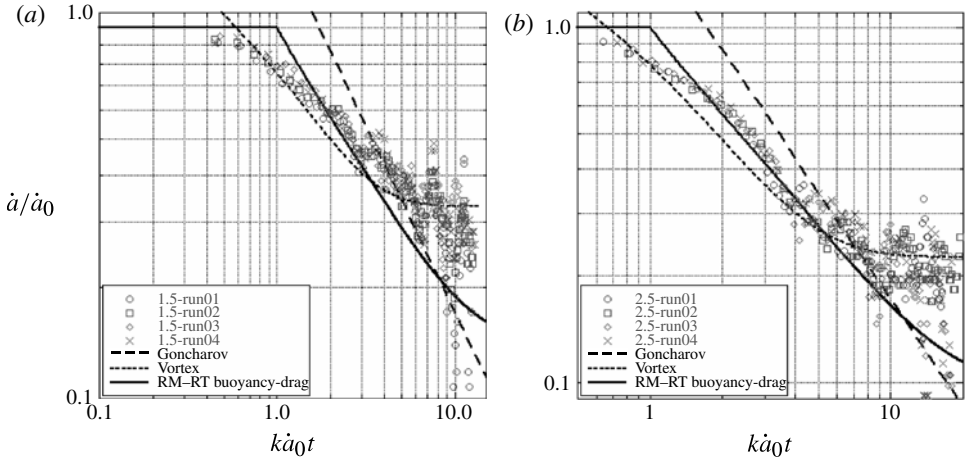 (a)
1.0
ȧ/ȧ₀
0.1
1.5-run01
1.5-run02
1.5-run03
1.5-run04
Goncharov
Vortex
RM–RT buoyancy-drag
0.1
1.0
10.0
kȧ₀t
(b)
1.0
0.1
2.5-run01
2.5-run02
2.5-run03
2.5-run04
Goncharov
Vortex
RM–RT buoyancy-drag
1
10
kȧ₀t